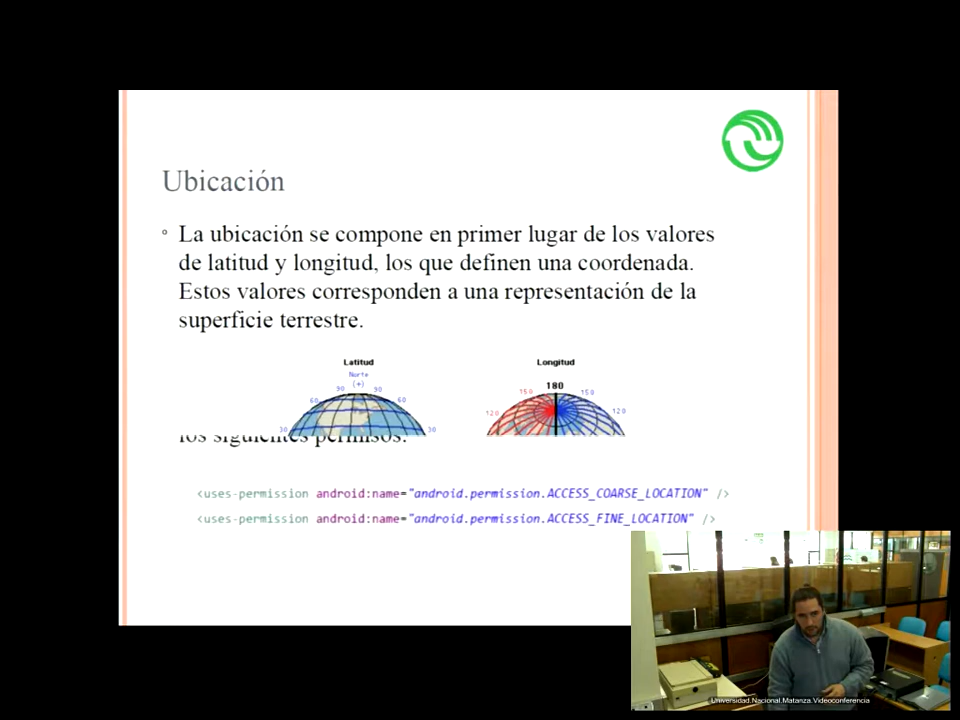 Ubicación
La ubicación se compone en primer lugar de los valores
de latitud y longitud, los que definen una coordenada.
Estos valores corresponden a una representación de la
superficie terrestre.
Latitud
Norte
(+)
90 90
60 60
30 30
Longitud
180
150 150
120 120
los siguientes permisos:
<uses-permission android:name="android.permission.ACCESS_COARSE_LOCATION" />
<uses-permission android:name="android.permission.ACCESS_FINE_LOCATION" />
Universidad.Nacional.Matanza.Videoconferencia